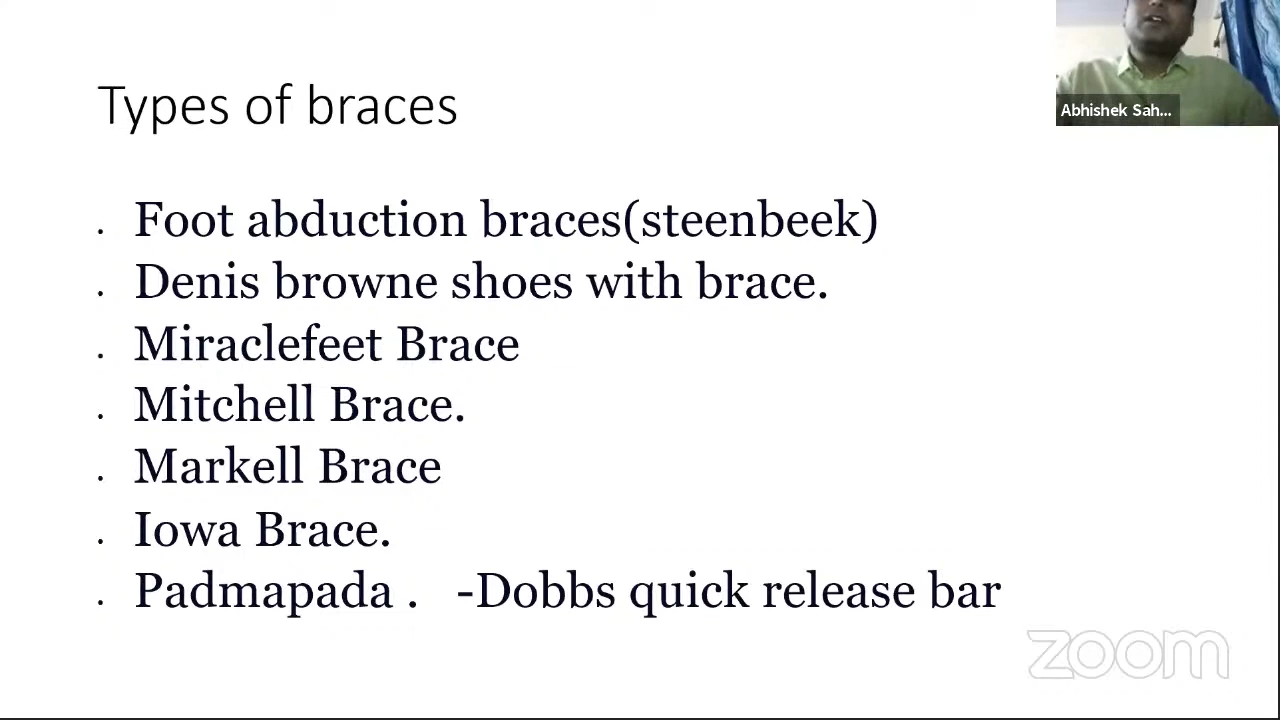 Abhishek Sah...
Types of braces
. Foot abduction braces(steenbeek)
. Denis browne shoes with brace.
. Miraclefeet Brace
. Mitchell Brace.
. Markell Brace
. Iowa Brace.
. Padmapada . -Dobbs quick release bar
zoom